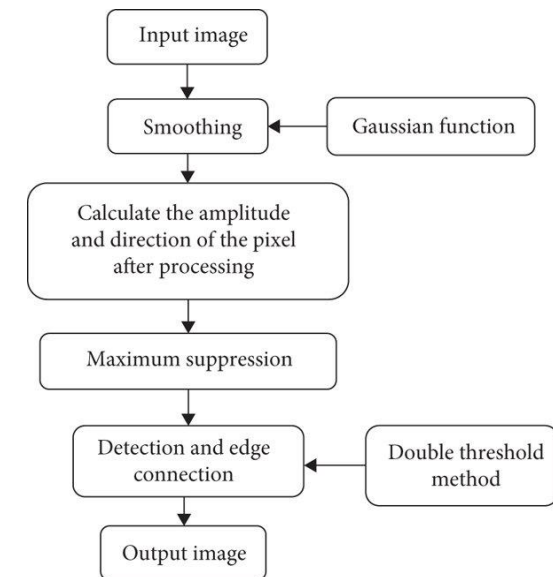 Input image
Smoothing
Gaussian function
Calculate the amplitude
and direction of the pixel
after processing
Maximum suppression
Detection and edge
connection
Double threshold
method
Output image